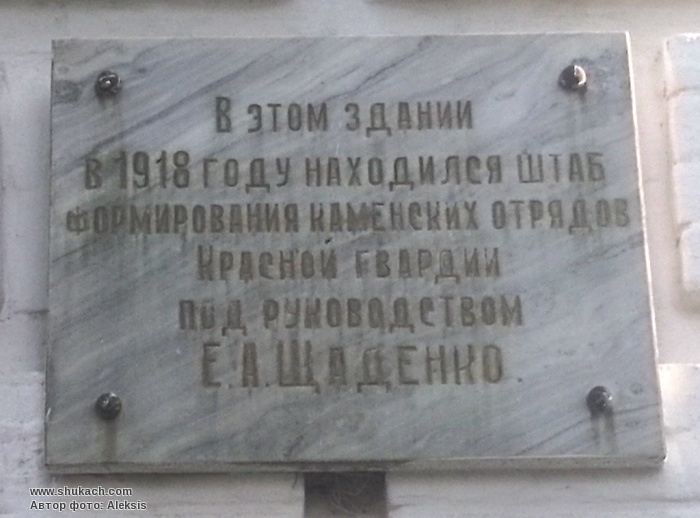 В этом здании
в 1918 году находился штаб
формирования каменских отрядов
Красной гвардии
под руководством
Е.А.Щаденко
www.shukach.com
Автор фото: Aleksis